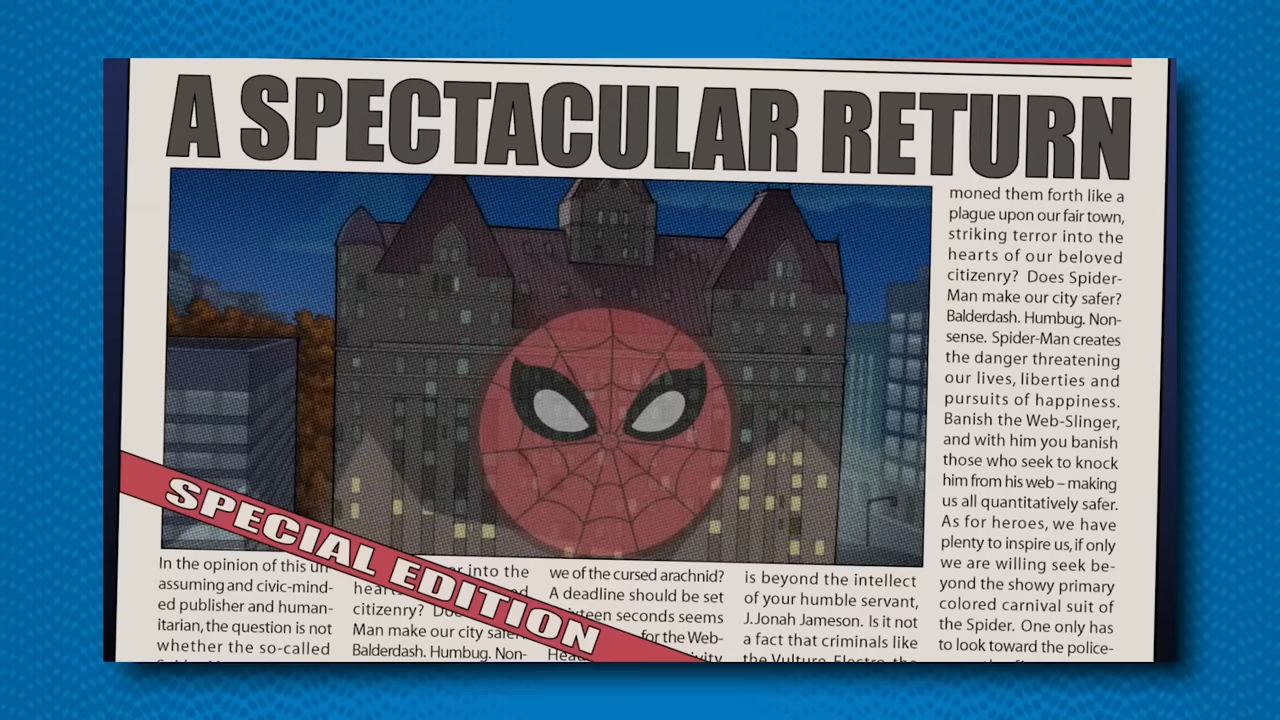 A SPECTACULAR RETURN
SPECIAL EDITION
In the opinion of this un-
assuming and civic-mind-
ed publisher and human-
itarian, the question is not
whether the so-called
into the
citizenry?
Man make our city
Balderdash. Humbug. Non-
we of the cursed arachnid?
A deadline should be set
seconds seems
for the Web-
is beyond the intellect
of your humble servant,
J. Jonah Jameson. Is it not
a fact that criminals like
the Vulture, Electro, the
moned them forth like a
plague upon our fair town,
striking terror into the
hearts of our beloved
citizenry? Does Spider-
Man make our city safer?
Balderdash. Humbug. Non-
sense. Spider-Man creates
the danger threatening
our lives, liberties and
pursuits of happiness.
Banish the Web-Slinger,
and with him you banish
those who seek to knock
him from his web – making
us all quantitatively safer.
As for heroes, we have
plenty to inspire us, if only
we are willing seek be-
yond the showy primary
colored carnival suit of
the Spider. One only has
to look toward the police-